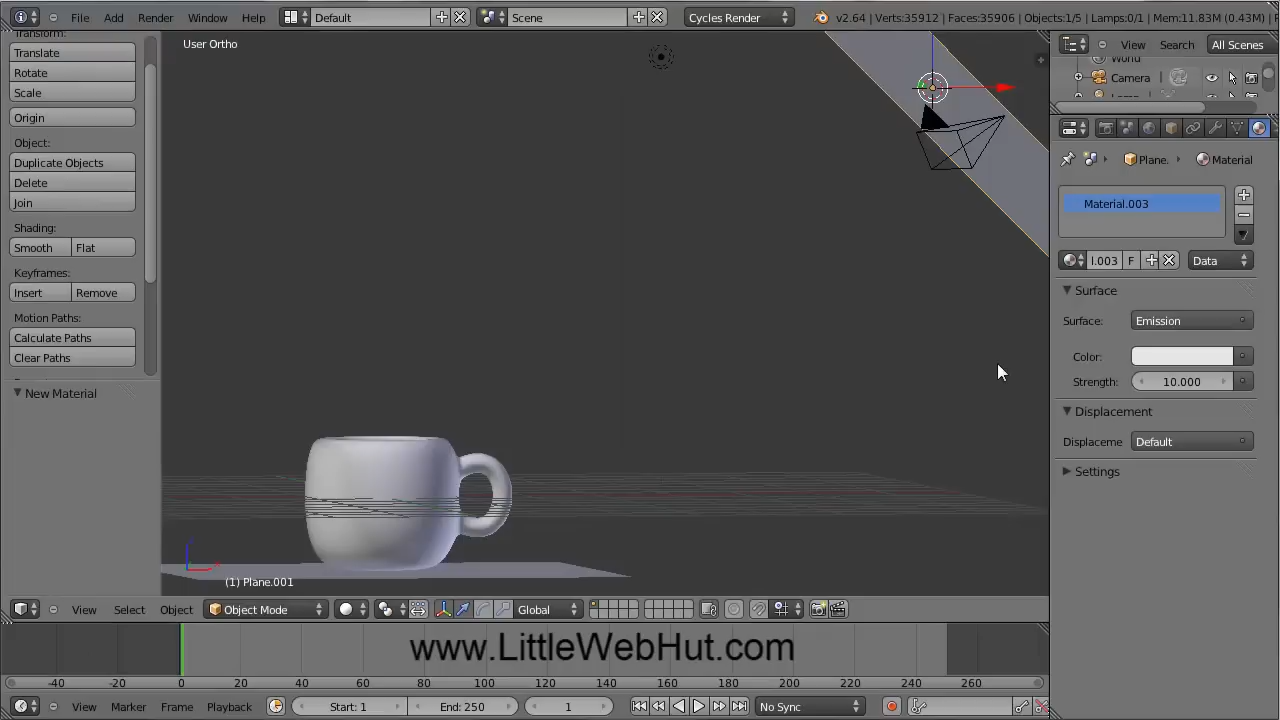 File Add Render Window Help Default Scene Cycles Render v2.64 | Verts:35912 | Faces:35906 | Objects:1/5 | Lamps:0/1 | Mem:11.83M (0.43M) |
Transform:
Translate
Rotate
Scale
Origin
Object:
Duplicate Objects
Delete
Join
Shading:
Smooth Flat
Keyframes:
Insert Remove
Motion Paths:
Calculate Paths
Clear Paths
New Material
User Ortho
(1) Plane.001
View Select Object Object Mode Global
www.LittleWebHut.com
-40 -20 0 20 40 60 80 100 120 140 160 180 200 220 240 260
View Marker Frame Playback Start: 1 End: 250 1 No Sync
View Search All Scenes
World
Camera
Plane. Material
Material.003
I.003 F Data
Surface
Surface: Emission
Color:
Strength: 10.000
Displacement
Displaceme Default
Settings